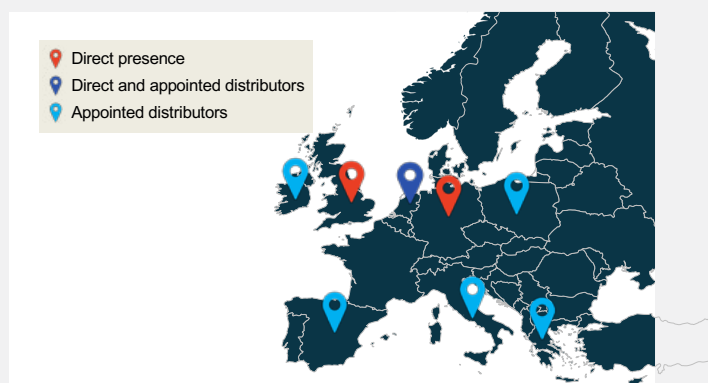 Direct presence
Direct and appointed distributors
Appointed distributors